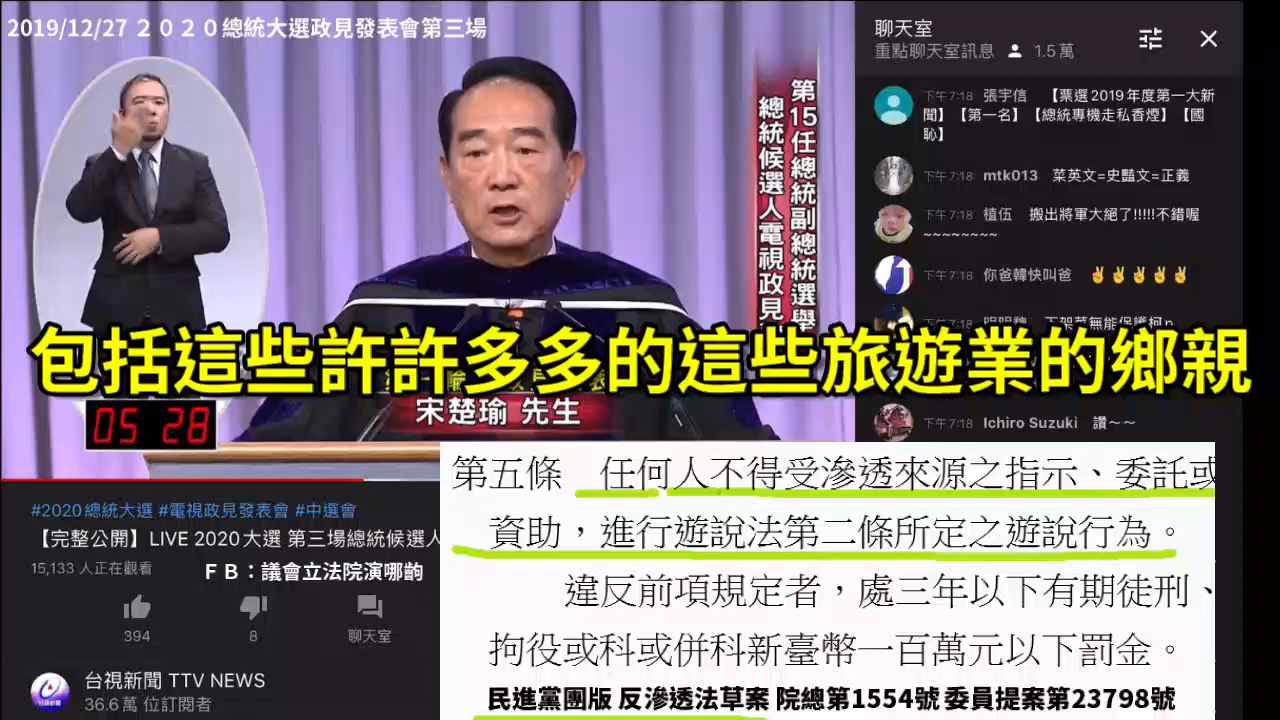 2019/12/27 ２０２０總統大選政見發表會第三場
第15任總統副總統選舉
總統候選人電視政見
包括這些許許多多的這些旅遊業的鄉親
宋楚瑜 先生
05 28
#2020總統大選 #電視政見發表會 #中選會
【完整公開】LIVE 2020大選 第三場總統候選人
15,133 人正在觀看
ＦＢ：議會立法院演哪齣
394
8
聊天室
台視新聞 TTV NEWS
36.6萬 位訂閱者
聊天室
重點聊天室訊息 1.5萬
下午7:18 張宇信 【票選2019年度第一大新
聞】【第一名】【總統專機走私香煙】【國
恥】
下午7:18 mtk013 菜英文=史豔文=正義
下午7:18 植伍 搬出將軍大絕了!!!!!不錯喔
~~~~~~~~
下午7:18 你爸韓快叫爸 ✌✌✌✌✌
下午7:18 Ichiro Suzuki 讚～～
第五條 任何人不得受滲透來源之指示、委託或
資助，進行遊說法第二條所定之遊說行為。
違反前項規定者，處三年以下有期徒刑、
拘役或科或併科新臺幣一百萬元以下罰金。
民進黨團版 反滲透法草案 院總第1554號 委員提案第23798號